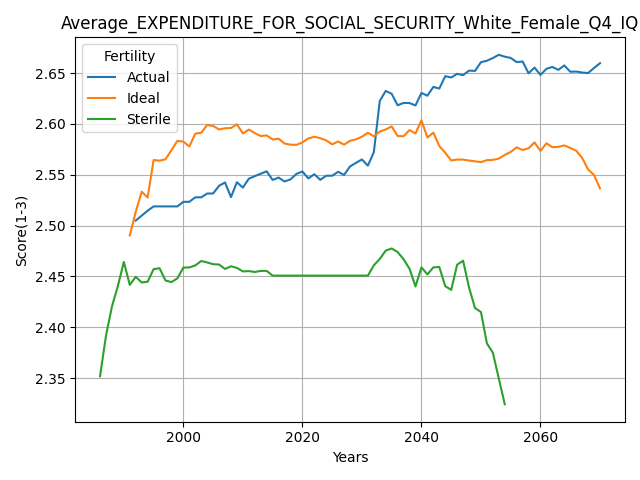 Average_EXPENDITURE_FOR_SOCIAL_SECURITY_White_Female_Q4_IQ
Fertility
Actual
Ideal
Sterile
Score(1-3)
2.65
2.60
2.55
2.50
2.45
2.40
2.35
2000
2020
2040
2060
Years